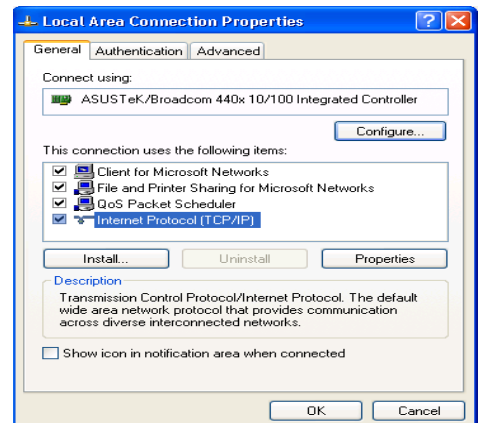 Local Area Connection Properties
General Authentication Advanced
Connect using:
ASUSTeK/Broadcom 440x 10/100 Integrated Controller
Configure...
This connection uses the following items:
Client for Microsoft Networks
File and Printer Sharing for Microsoft Networks
QoS Packet Scheduler
Internet Protocol (TCP/IP)
Install... Uninstall Properties
Description
Transmission Control Protocol/Internet Protocol. The default
wide area network protocol that provides communication
across diverse interconnected networks.
Show icon in notification area when connected
OK Cancel